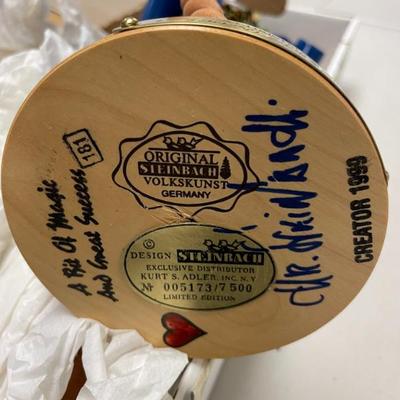 A Bit Of Magic
And Great Success
181
ORIGINAL
STEINBACH
VOLKSKUNST
GERMANY
©
DESIGN STEINBACH
EXCLUSIVE DISTRIBUTOR
KURT S. ADLER, INC. N.Y
Nr 005173/7500
LIMITED EDITION
CREATOR 1999